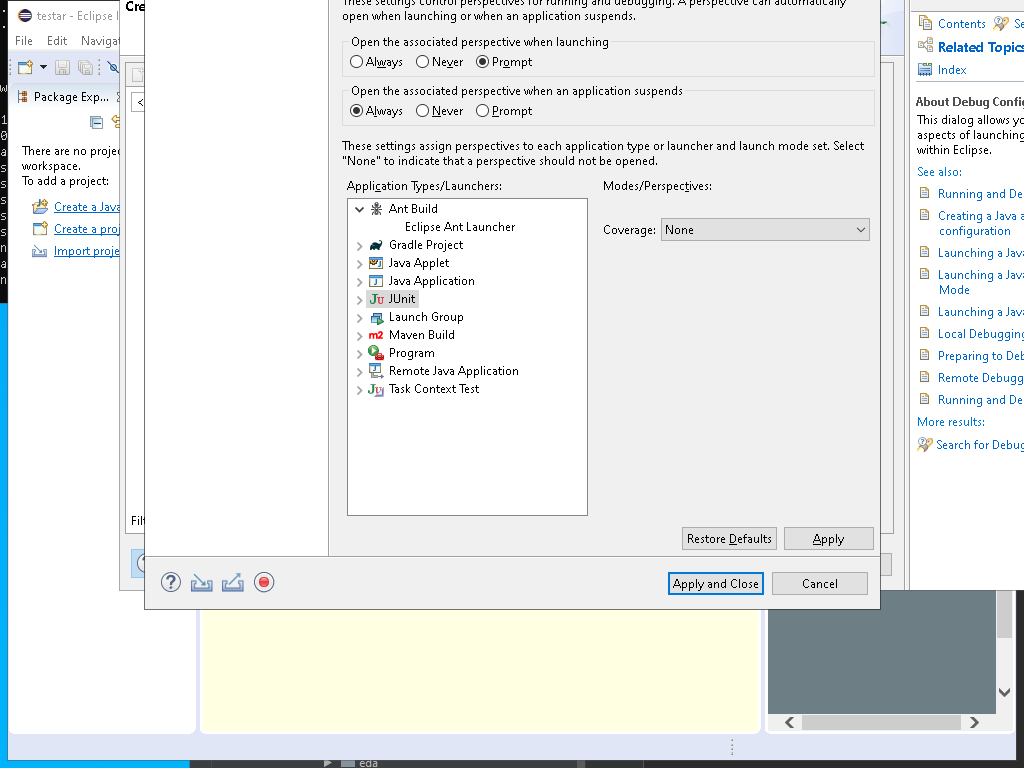 testar - Eclipse I
File Edit Navigat
Package Exp...
There are no proje
workspace.
To add a project:
Create a Java
Create a proj
Import proje
Cre
These settings control perspectives for running and debugging. A perspective can automatically
open when launching or when an application suspends.
Open the associated perspective when launching
Always Never Prompt
Open the associated perspective when an application suspends
Always Never Prompt
These settings assign perspectives to each application type or launcher and launch mode set. Select
"None" to indicate that a perspective should not be opened.
Application Types/Launchers:
Modes/Perspectives:
Ant Build
Eclipse Ant Launcher
Gradle Project
Java Applet
Java Application
JUnit
Launch Group
Maven Build
Program
Remote Java Application
Task Context Test
Coverage: None
Restore Defaults Apply
Apply and Close Cancel
Filt
Contents Se
Related Topics
Index
About Debug Config
This dialog allows yo
aspects of launching
within Eclipse.
See also:
Running and De
Creating a Java a
configuration
Launching a Java
Launching a Java
Mode
Launching a Java
Local Debugging
Preparing to Deb
Remote Debugg
Running and De
More results:
Search for Debug
eda